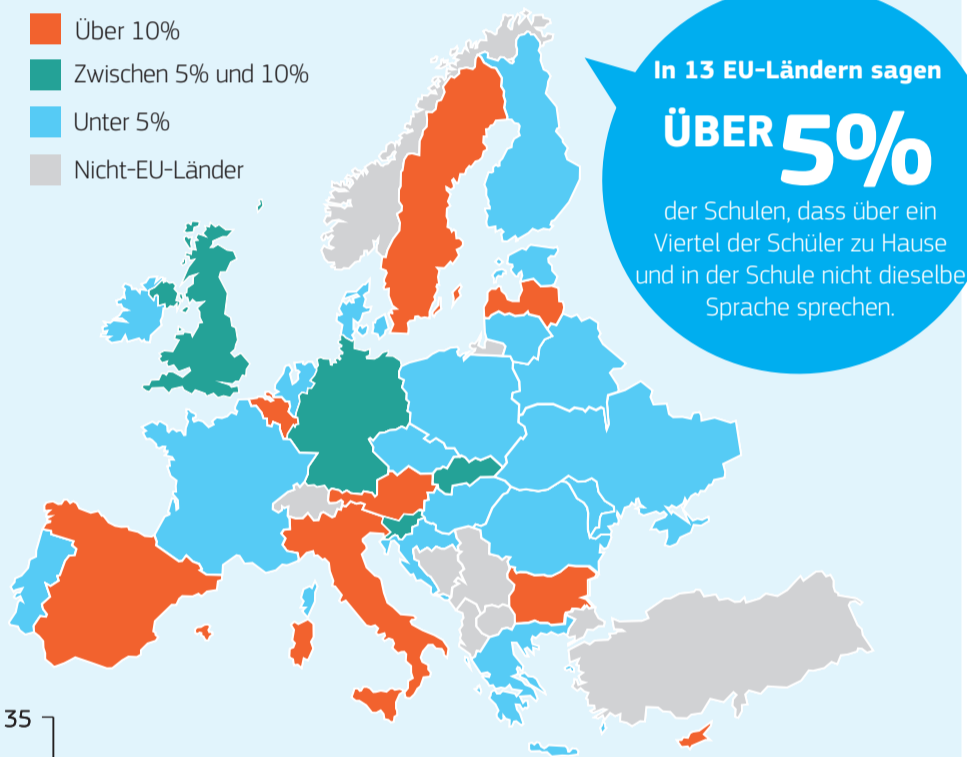 Über 10%
Zwischen 5% und 10%
Unter 5%
Nicht-EU-Länder
In 13 EU-Ländern sagen
ÜBER 5%
der Schulen, dass über ein
Viertel der Schüler zu Hause
und in der Schule nicht dieselbe
Sprache sprechen.
35